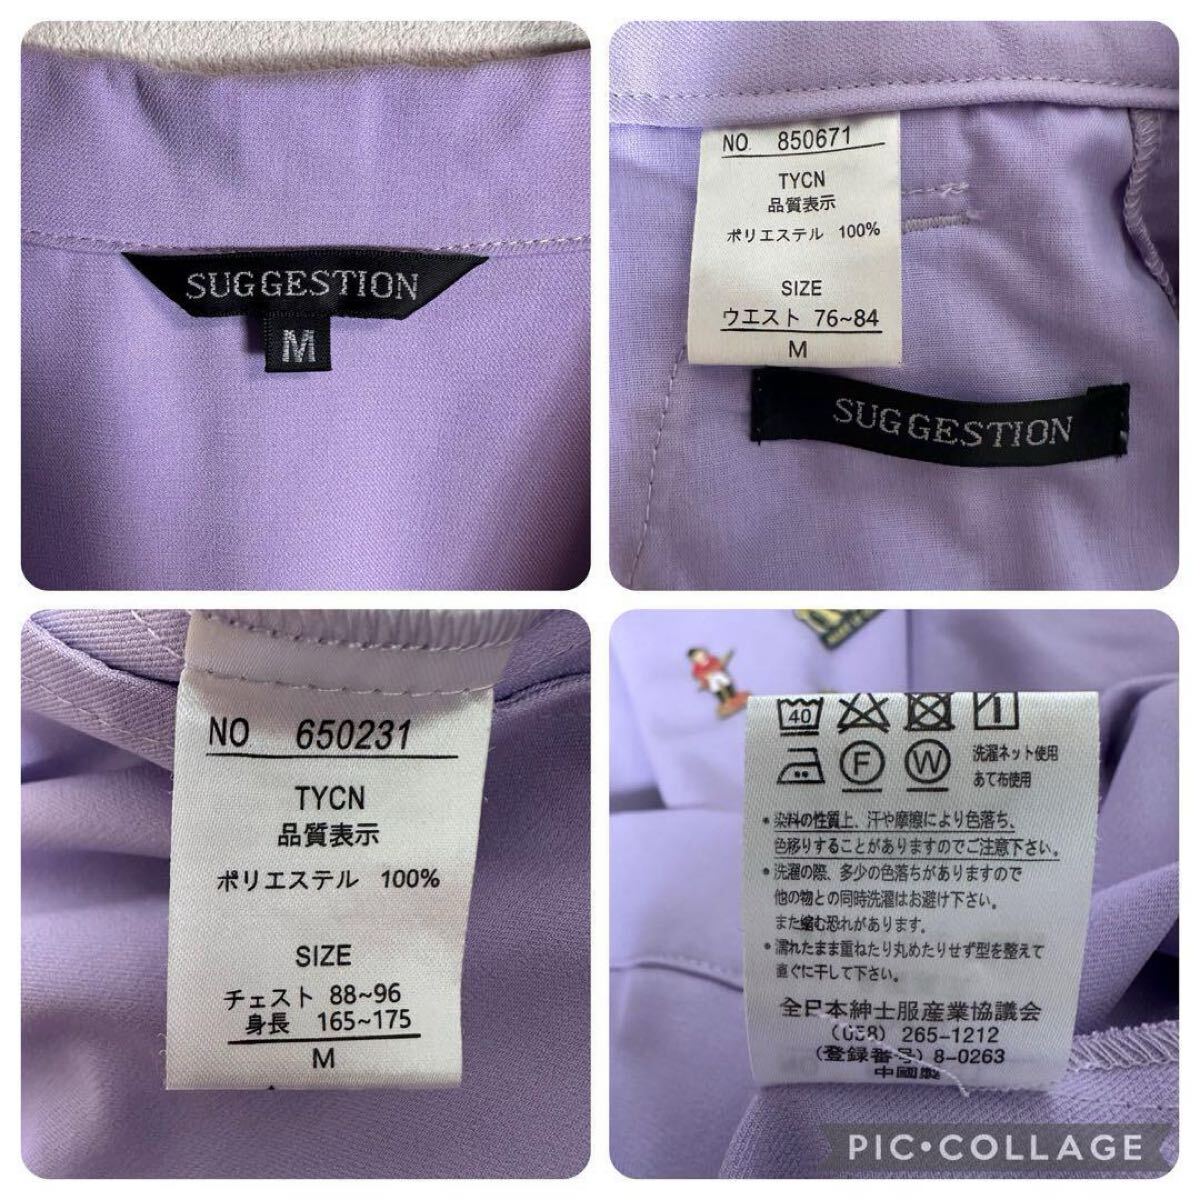 SUGGESTION
M
NO. 850671
TYCN
品質表示
ポリエステル 100%
SIZE
ウエスト 76~84
M
SUGGESTION
NO 650231
TYCN
品質表示
ポリエステル 100%
SIZE
チェスト 88~96
身長 165~175
M
40
F W 洗濯ネット使用
あて布使用
・染料の性質上、汗や摩擦により色落ち、
色移りすることがありますのでご注意下さい。
・洗濯の際、多少の色落ちがありますので
他の物との同時洗濯はお避け下さい。
また縮む恐れがあります。
・濡れたまま重ねたり丸めたりせず型を整えて
直ぐに干して下さい。
全日本紳士服産業協議会
(058) 265-1212
(登録番号) 8-0263
中國製
PIC•COLLAGE